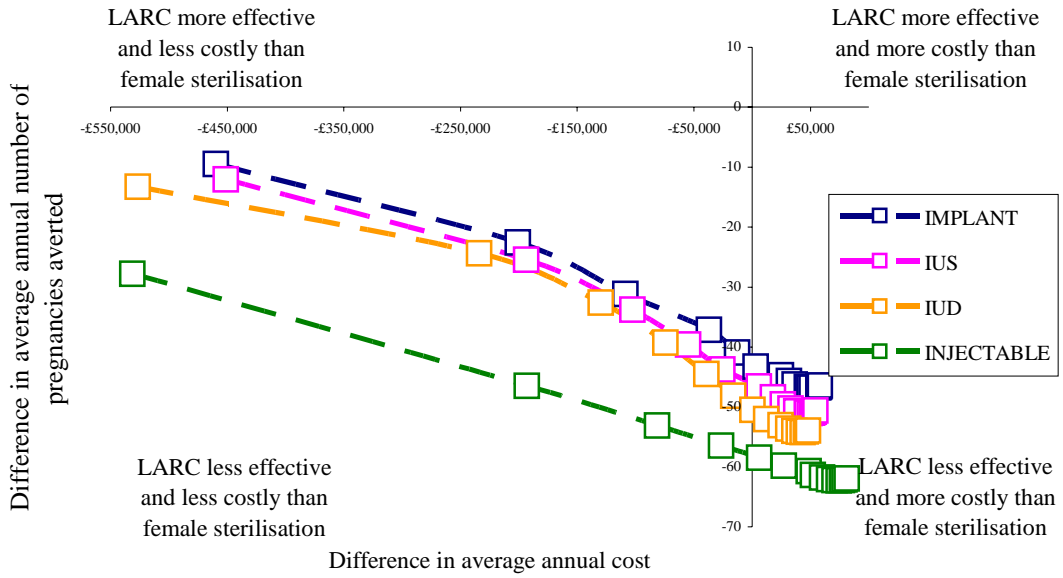 LARC more effective
and less costly than
female sterilisation
LARC more effective
and more costly than
female sterilisation
Difference in average annual number of
pregnancies averted
10
0
-10
-20
-30
-40
-50
-60
-70
-£550,000
-£450,000
-£350,000
-£250,000
-£150,000
-£50,000
£50,000
IMPLANT
IUS
IUD
INJECTABLE
LARC less effective
and less costly than
female sterilisation
LARC less effective
and more costly than
female sterilisation
Difference in average annual cost